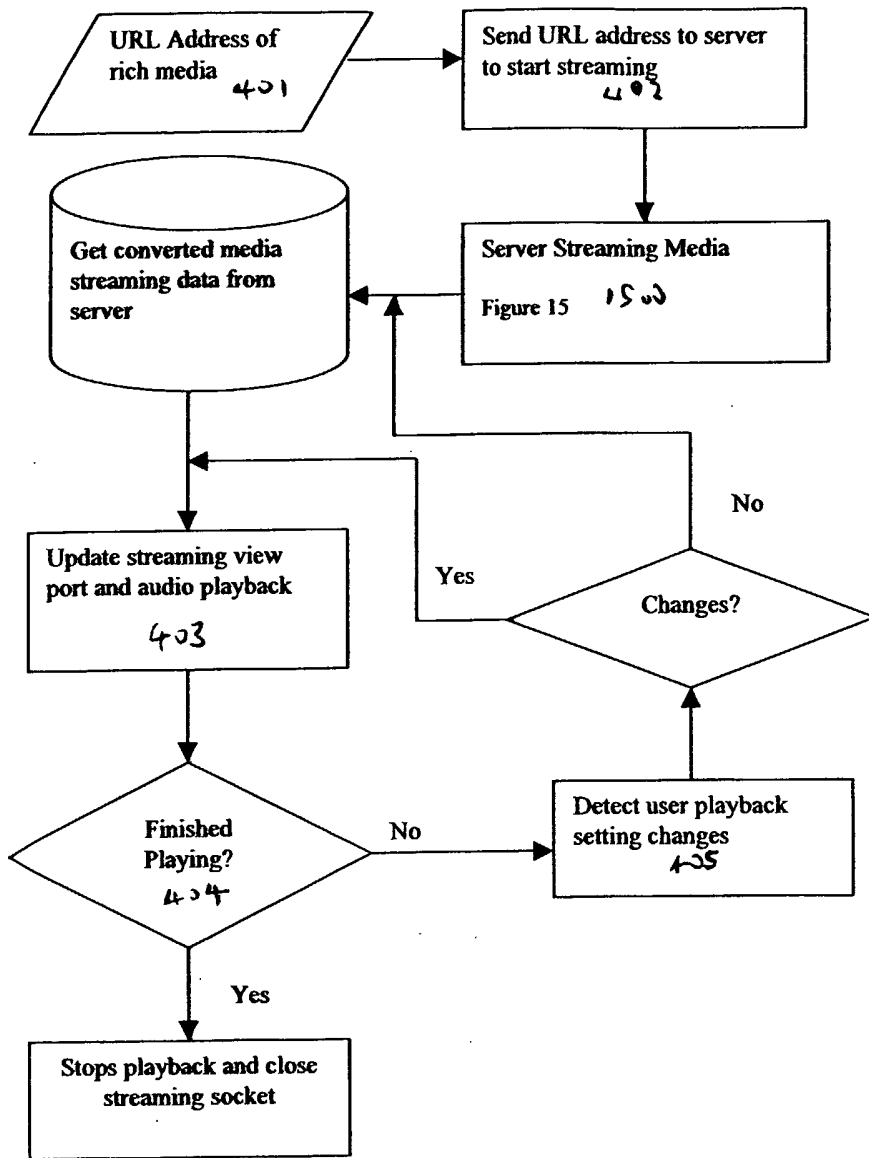 URL Address of
rich media
401
Send URL address to server
to start streaming
402
Get converted media
streaming data from
server
Server Streaming Media
Figure 15 1500
No
Yes
Changes?
Update streaming view
port and audio playback
403
Finished
Playing?
404
No
Detect user playback
setting changes
405
Yes
Stops playback and close
streaming socket